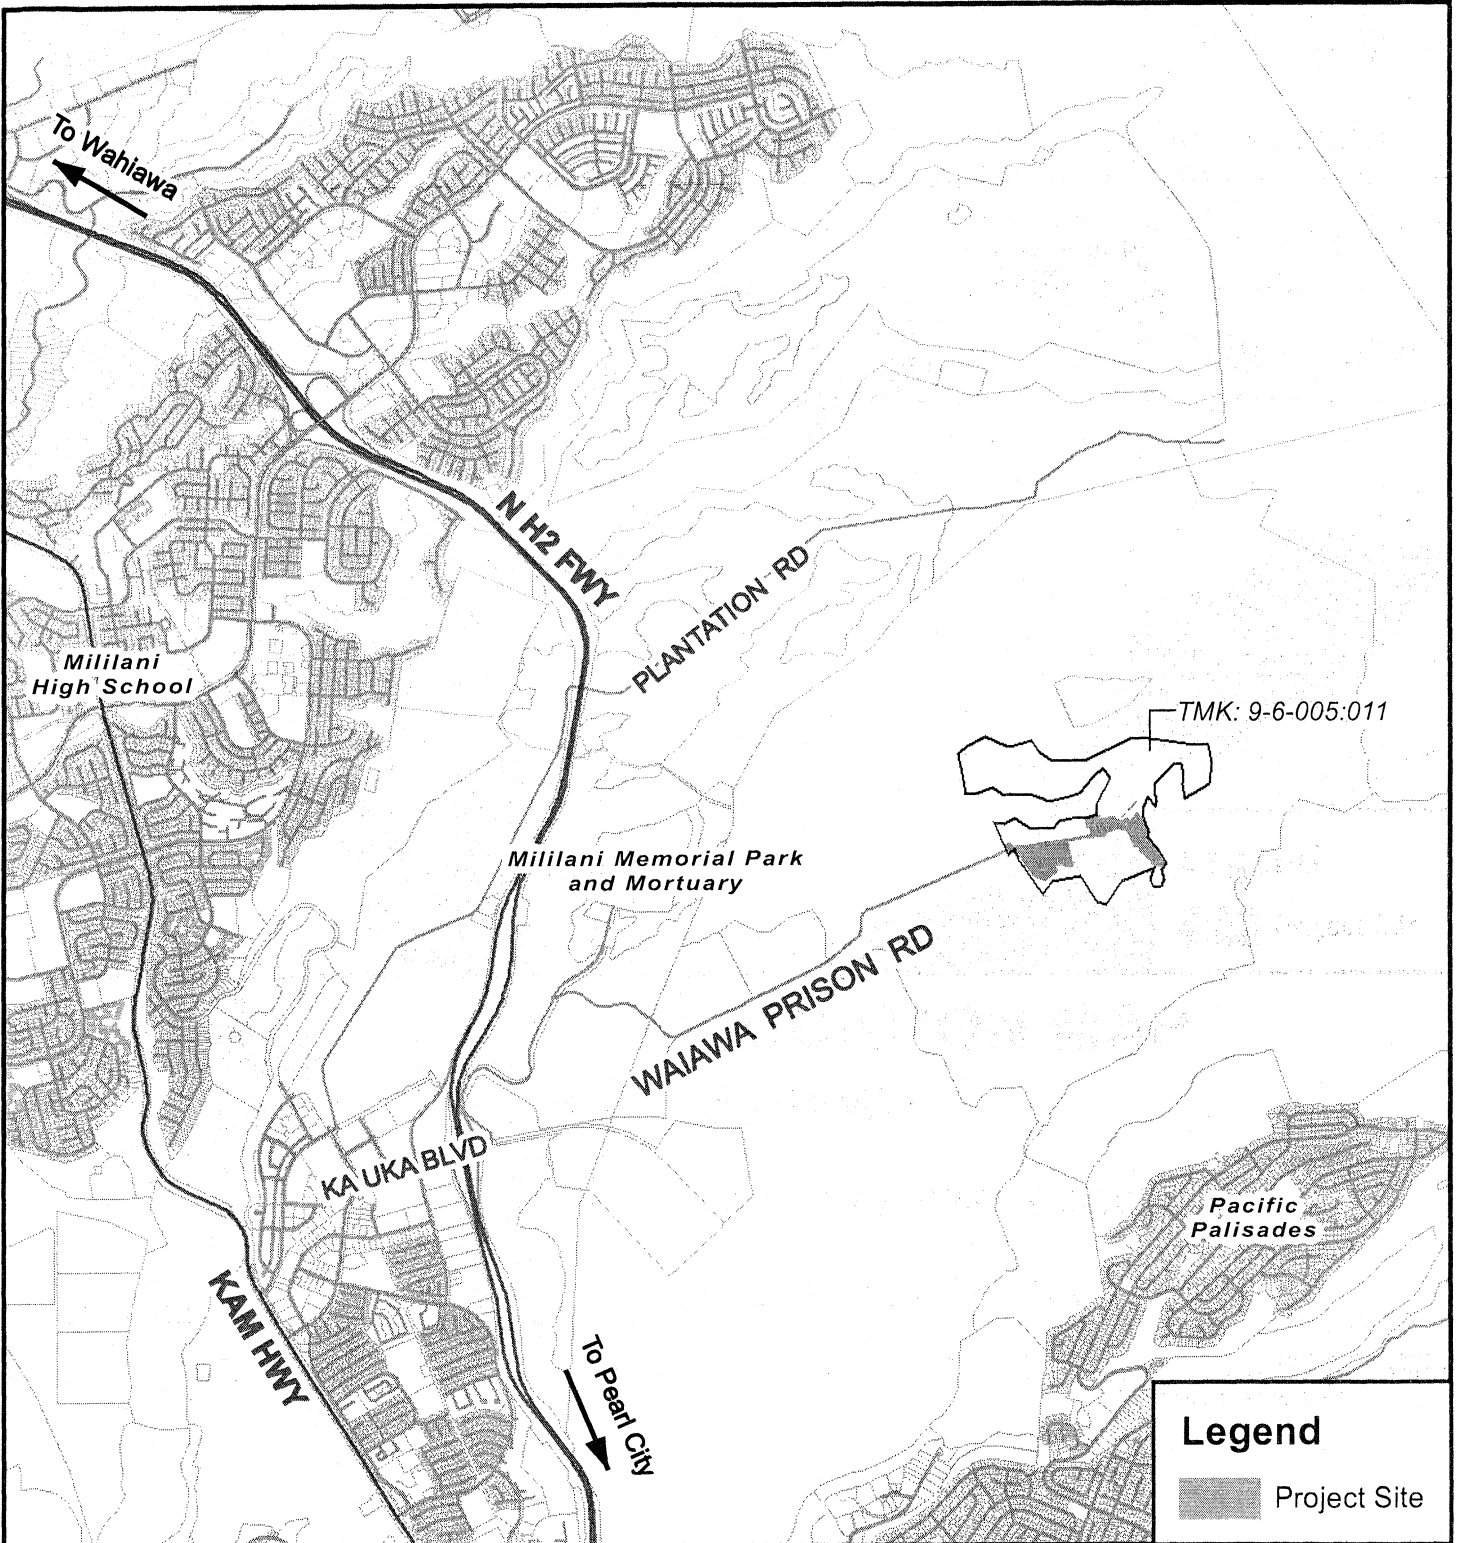 To Wahiawa
N H2 FWY
PLANTATION RD
Mililani
High School
TMK: 9-6-005:011
Mililani Memorial Park
and Mortuary
WAIAWA PRISON RD
KA UKA BLVD
Pacific
Palisades
KAM HWY
To Pearl City
Legend
Project Site